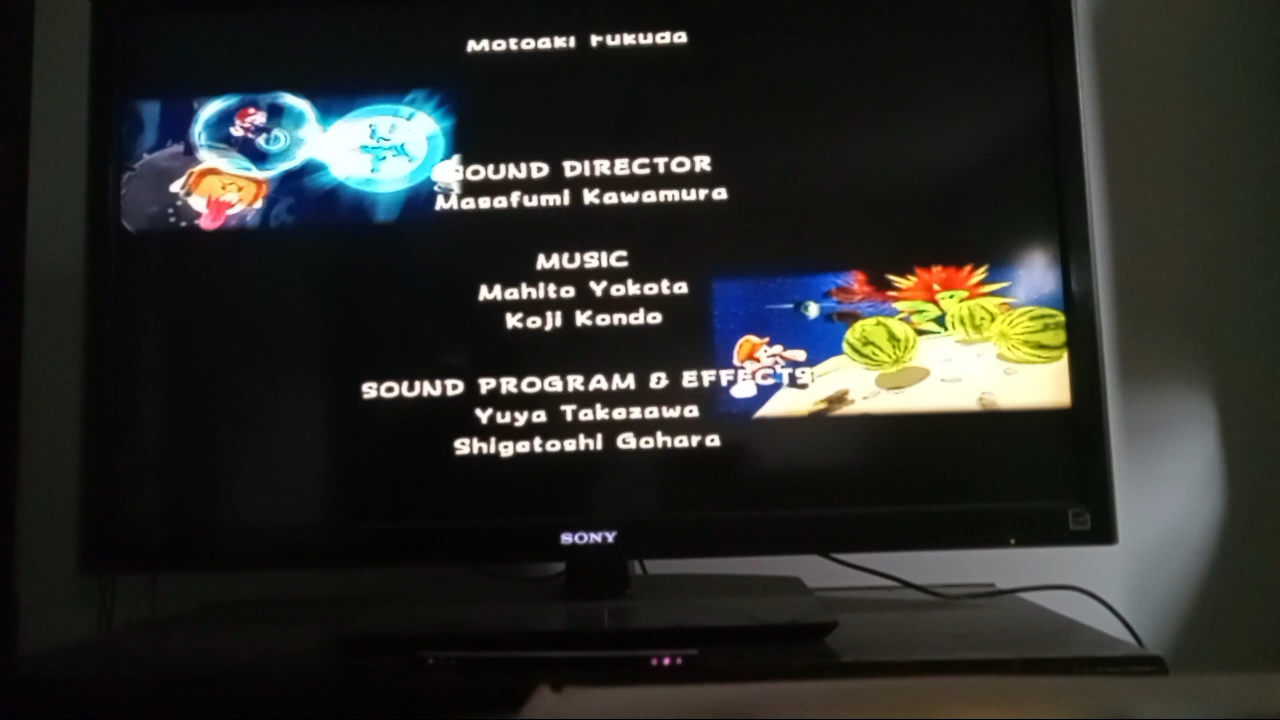 Motoaki Fukuda
SOUND DIRECTOR
Masafumi Kawamura
MUSIC
Mahito Yokota
Koji Kondo
SOUND PROGRAM & EFFECTS
Yuya Takezawa
Shigetoshi Gohara
SONY